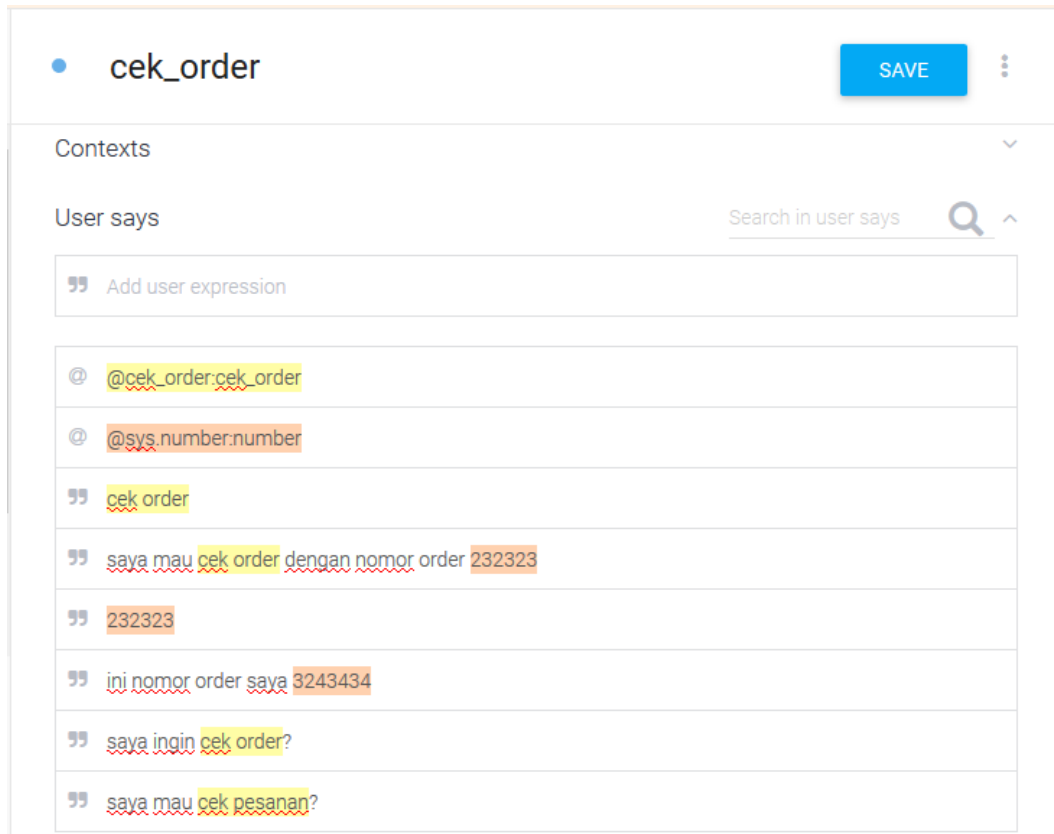 cek_order
SAVE
Contexts
User says
Search in user says
Add user expression
@ @cek_order:cek_order
@ @sys.number:number
cek order
saya mau cek order dengan nomor order 232323
232323
ini nomor order saya 3243434
saya ingin cek order?
saya mau cek pesanan?